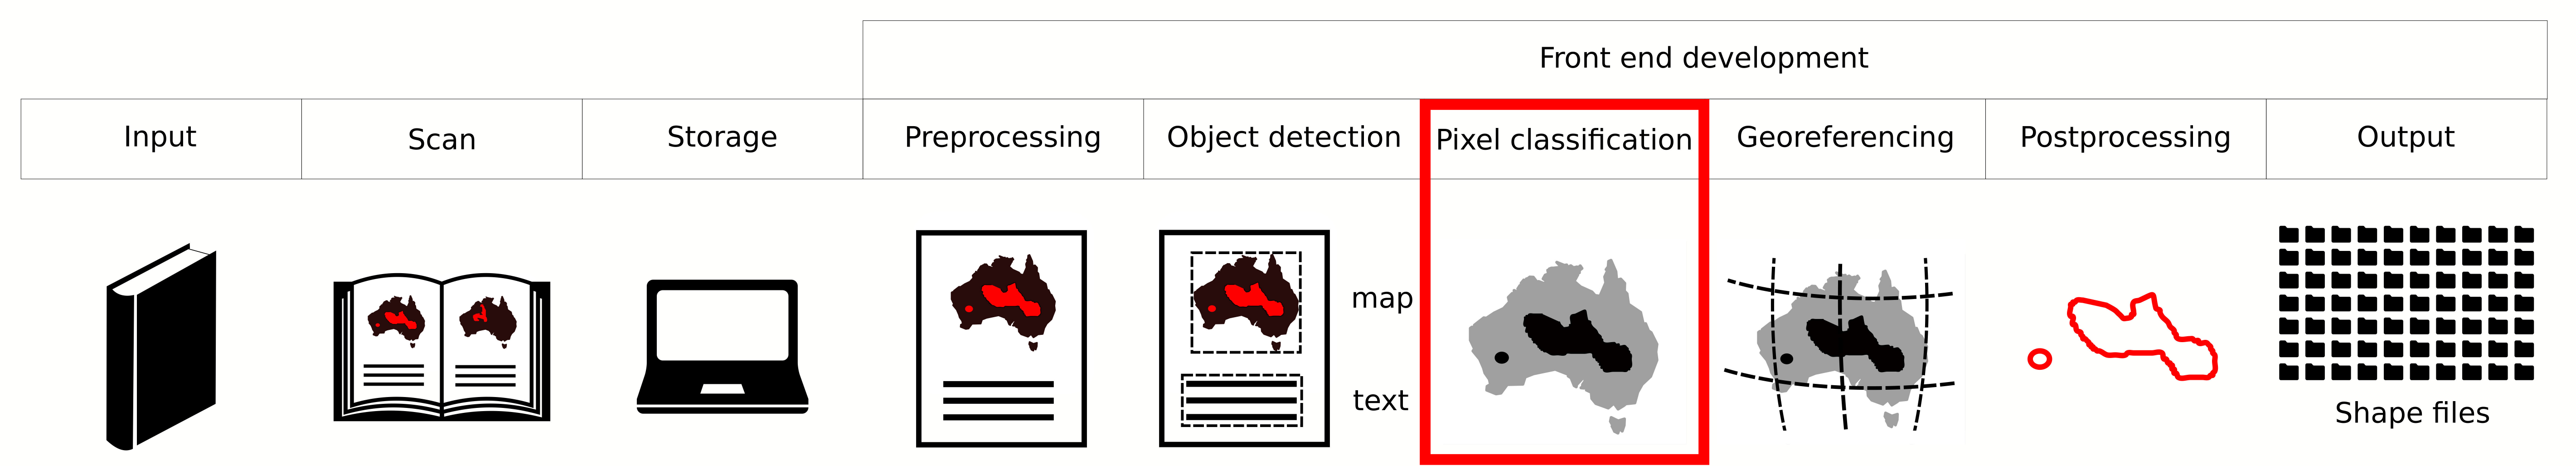 Front end development
Input
Scan
Storage
Preprocessing
Object detection
Pixel classification
Georeferencing
Postprocessing
Output
map
text
Shape files